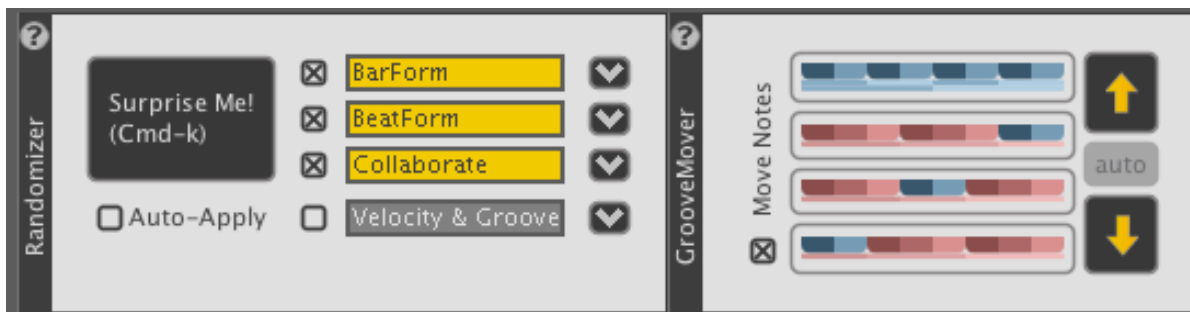 ?
Randomizer
Surprise Me!
(Cmd-k)
Auto-Apply
BarForm
BeatForm
Collaborate
Velocity & Groove
?
GrooveMover
Move Notes
auto